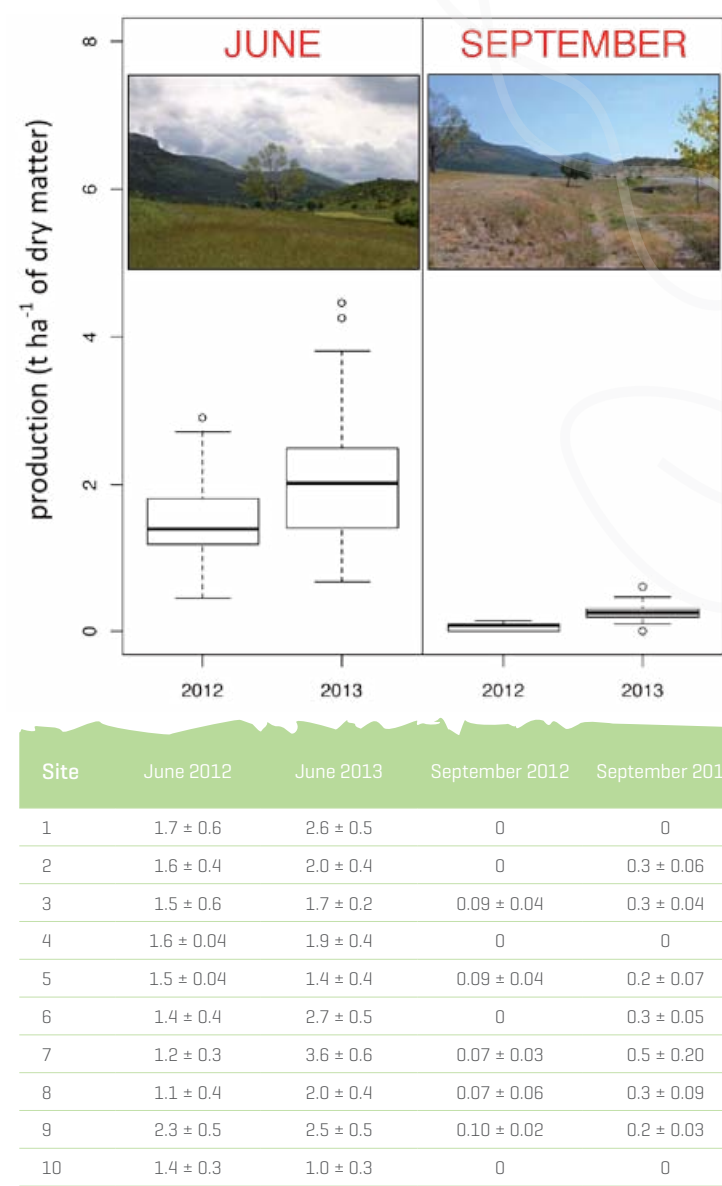 JUNE SEPTEMBER
production (t ha-1 of dry matter)
8
6
4
2
0
2012 2013 2012 2013
Site June 2012 June 2013 September 2012 September 201
1 1.7 ± 0.6 2.6 ± 0.5 0 0
2 1.6 ± 0.4 2.0 ± 0.4 0 0.3 ± 0.06
3 1.5 ± 0.6 1.7 ± 0.2 0.09 ± 0.04 0.3 ± 0.04
4 1.6 ± 0.04 1.9 ± 0.4 0 0
5 1.5 ± 0.04 1.4 ± 0.4 0.09 ± 0.04 0.2 ± 0.07
6 1.4 ± 0.4 2.7 ± 0.5 0 0.3 ± 0.05
7 1.2 ± 0.3 3.6 ± 0.6 0.07 ± 0.03 0.5 ± 0.20
8 1.1 ± 0.4 2.0 ± 0.4 0.07 ± 0.06 0.3 ± 0.09
9 2.3 ± 0.5 2.5 ± 0.5 0.10 ± 0.02 0.2 ± 0.03
10 1.4 ± 0.3 1.0 ± 0.3 0 0